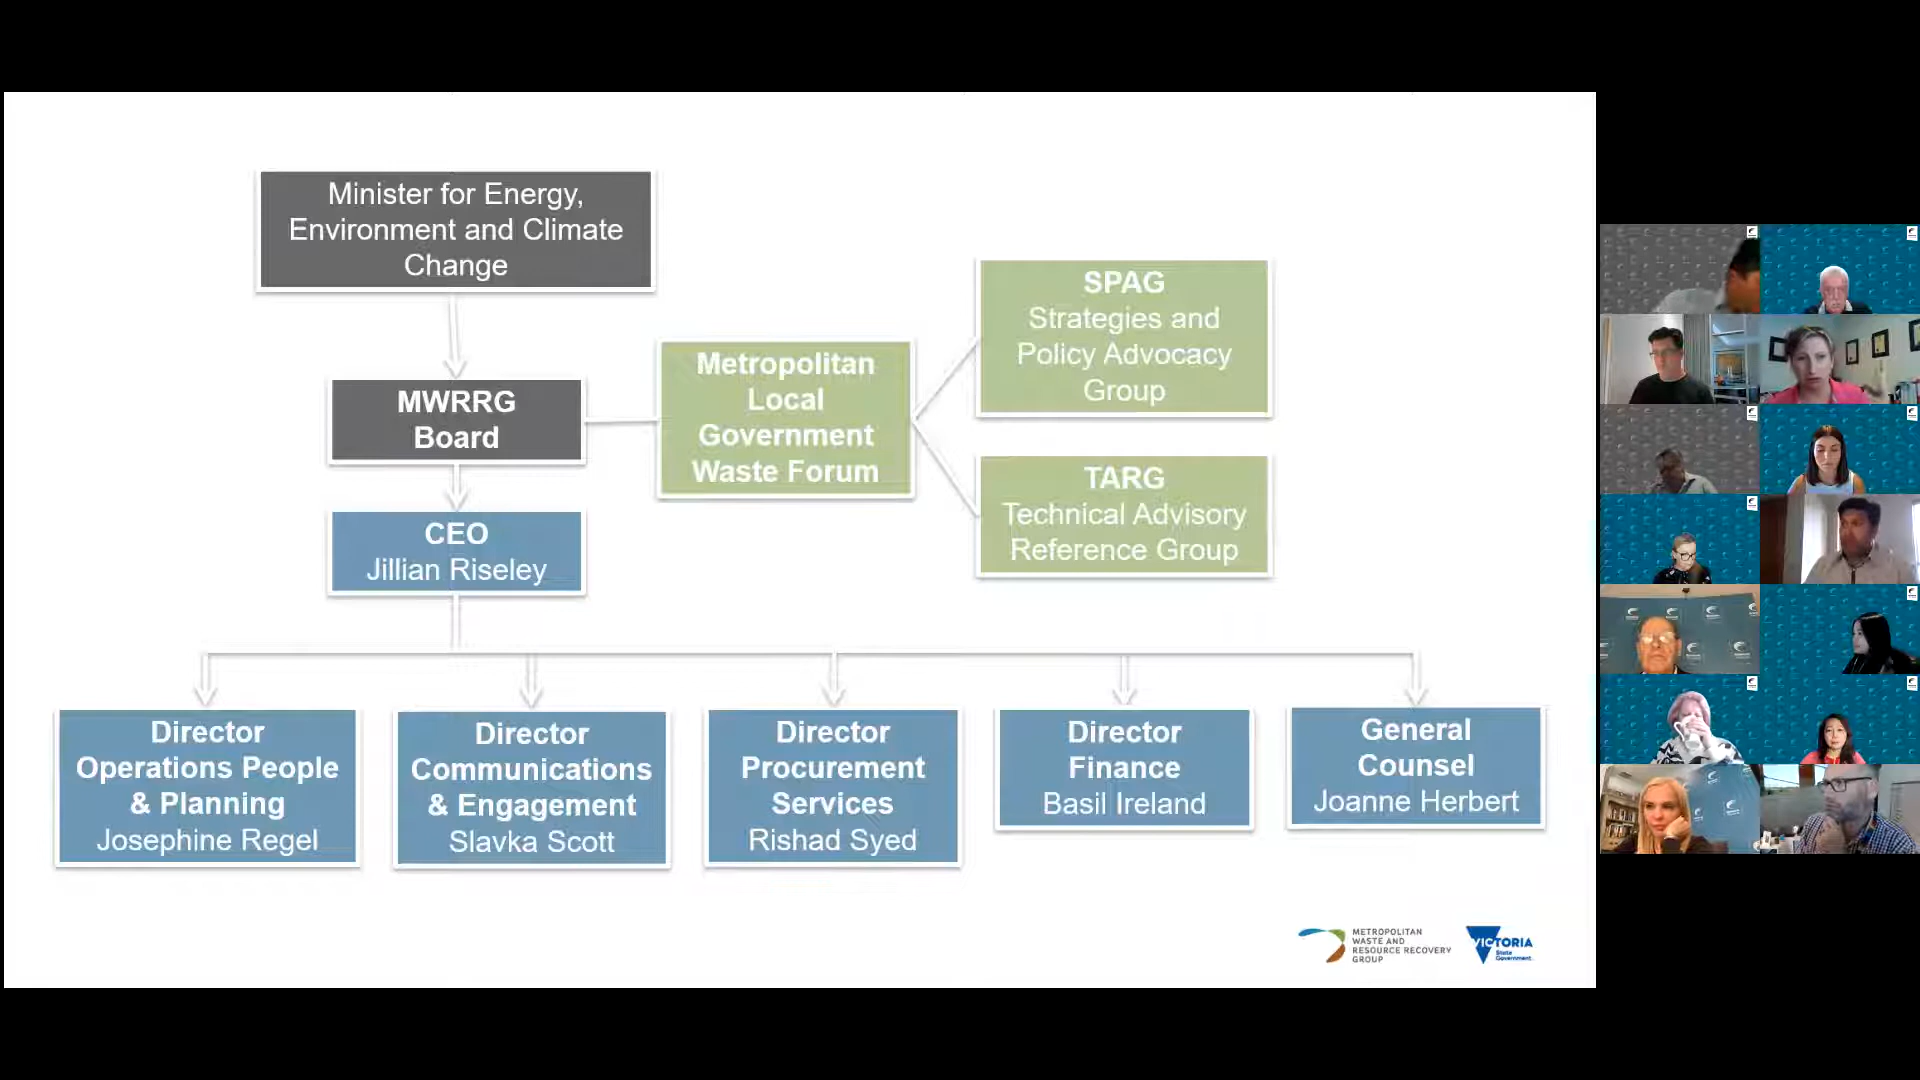 Minister for Energy,
Environment and Climate
Change
MWRRG
Board
Metropolitan
Local
Government
Waste Forum
SPAG
Strategies and
Policy Advocacy
Group
TARG
Technical Advisory
Reference Group
CEO
Jillian Riseley
Director
Operations People
& Planning
Josephine Regel
Director
Communications
& Engagement
Slavka Scott
Director
Procurement
Services
Rishad Syed
Director
Finance
Basil Ireland
General
Counsel
Joanne Herbert
METROPOLITAN
WASTE AND
RESOURCE RECOVERY
GROUP
VICTORIA
State
Government